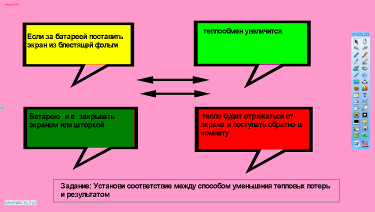 Если за батареей поставить
экран из блестящей фольги
теплообмен увеличится
Батарею не закрывать
экраном или шторкой
тепло будет отражаться от
экрана и поступать обратно в
комнату
Задание: Установи соответствие между способом уменьшения тепловых потерь
и результатом